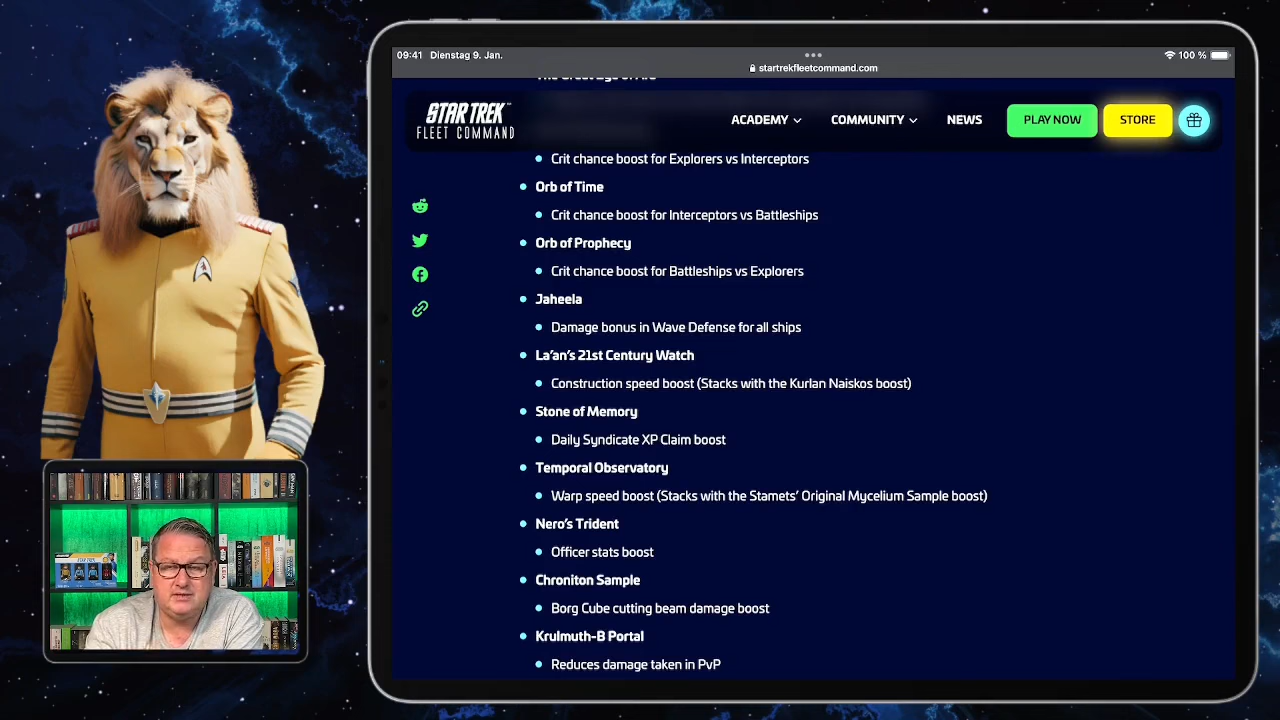 09:41 Dienstag 9. Jan.
100 %
startrekfleetcommand.com
STAR TREK
FLEET COMMAND
ACADEMY
COMMUNITY
NEWS
PLAY NOW
STORE
Crit chance boost for Explorers vs Interceptors
Orb of Time
Crit chance boost for Interceptors vs Battleships
Orb of Prophecy
Crit chance boost for Battleships vs Explorers
Jaheela
Damage bonus in Wave Defense for all ships
La'an's 21st Century Watch
Construction speed boost (Stacks with the Kurlan Naiskos boost)
Stone of Memory
Daily Syndicate XP Claim boost
Temporal Observatory
Warp speed boost (Stacks with the Stamets' Original Mycelium Sample boost)
Nero's Trident
Officer stats boost
Chroniton Sample
Borg Cube cutting beam damage boost
Krulmuth-B Portal
Reduces damage taken in PvP